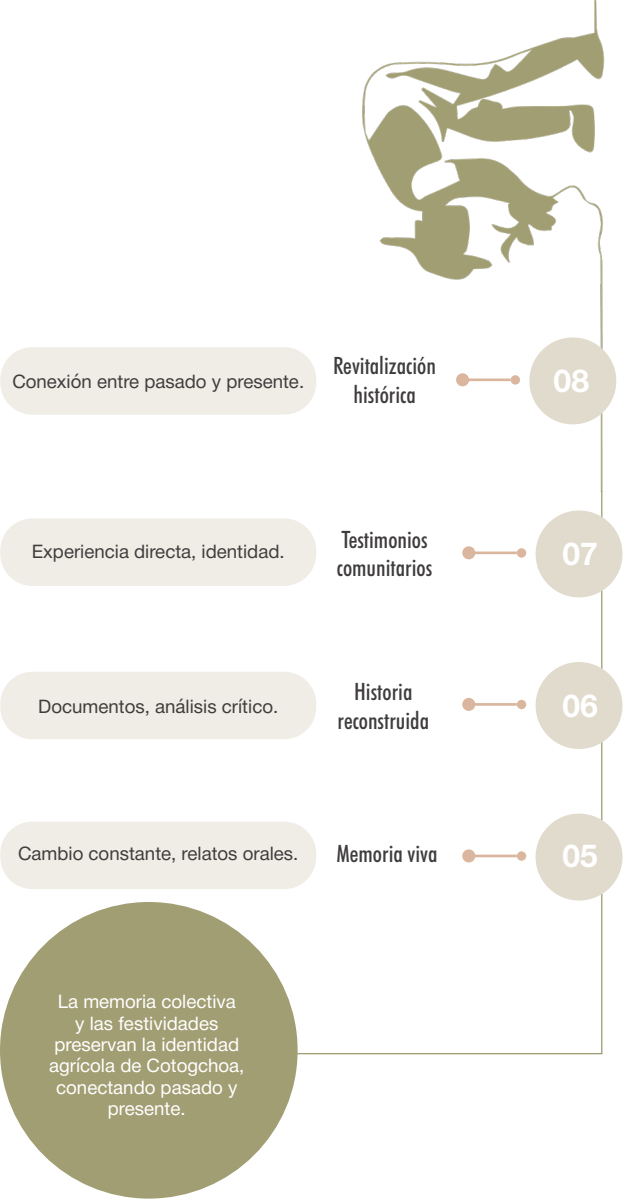 Conexión entre pasado y presente.
Revitalización
histórica
08
Experiencia directa, identidad.
Testimonios
comunitarios
07
Documentos, análisis crítico.
Historia
reconstruida
06
Cambio constante, relatos orales.
Memoria viva
05
La memoria colectiva
y las festividades
preservan la identidad
agrícola de Cotogchoa,
conectando pasado y
presente.